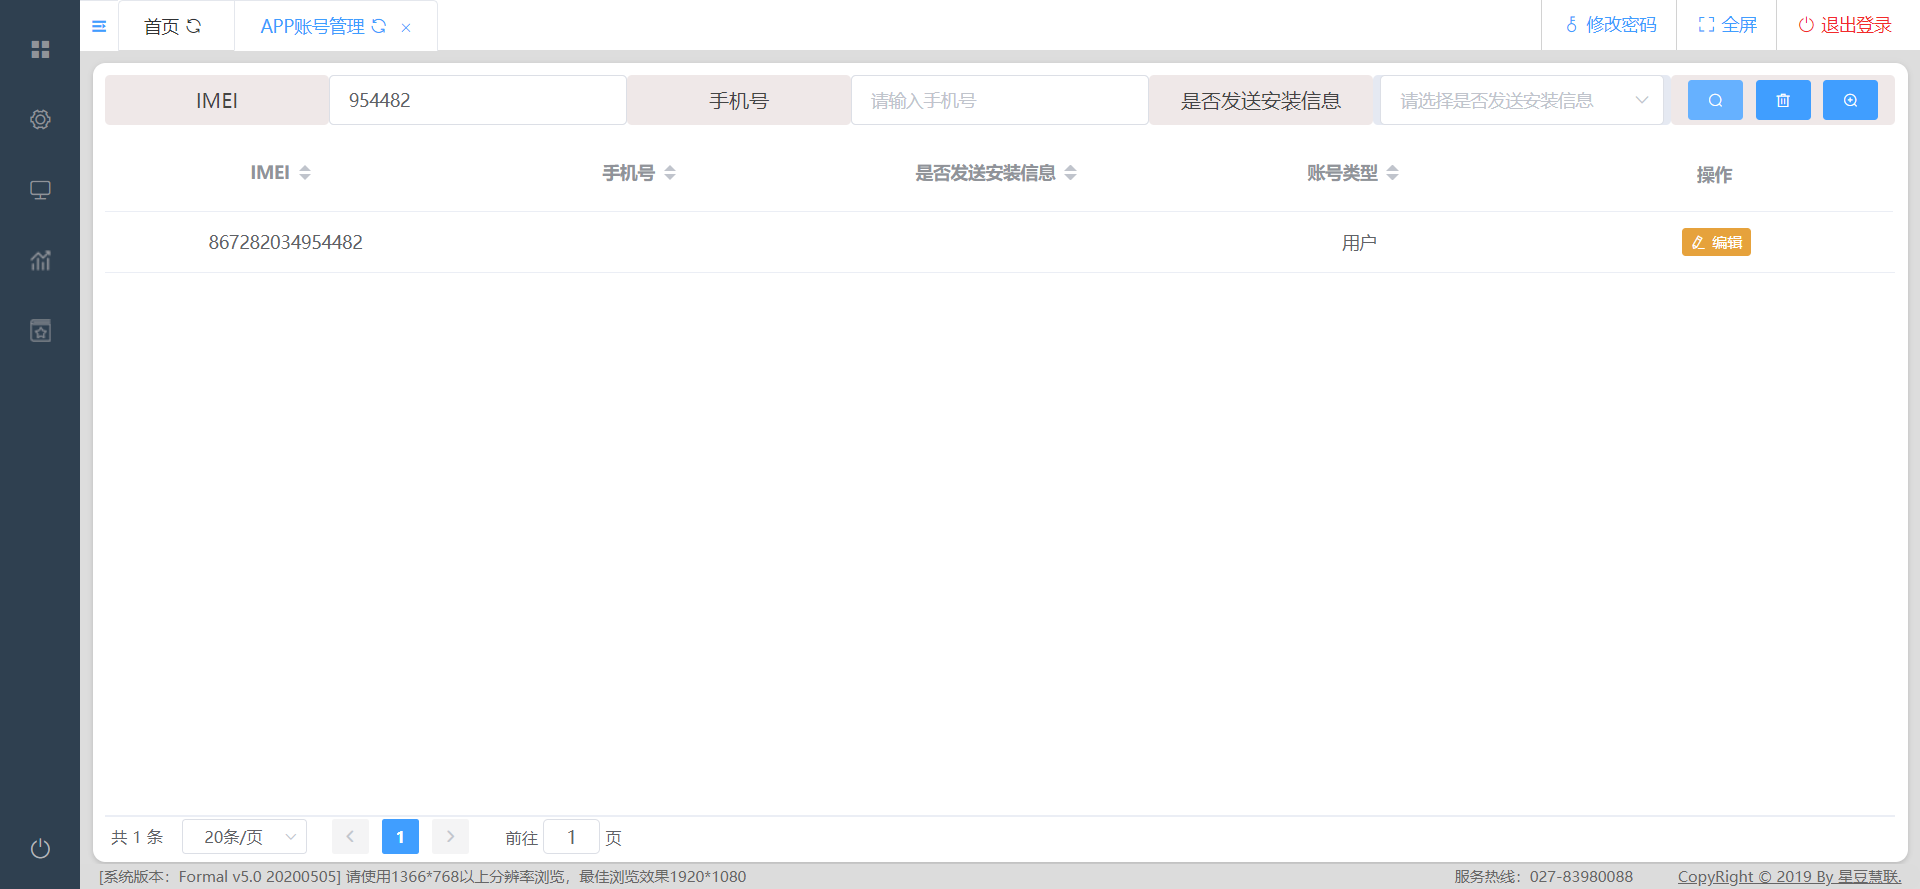 首页 APP账号管理 修改密码 全屏 退出登录
IMEI 954482 手机号 请输入手机号 是否发送安装信息 请选择是否发送安装信息
IMEI 手机号 是否发送安装信息 账号类型 操作
867282034954482 用户 编辑
共 1 条 20条/页 1 前往 1 页
[系统版本：Formal v5.0 20200505] 请使用1366*768以上分辨率浏览，最佳浏览效果1920*1080 服务热线：027-83980088 CopyRight © 2019 By 星豆慧联.